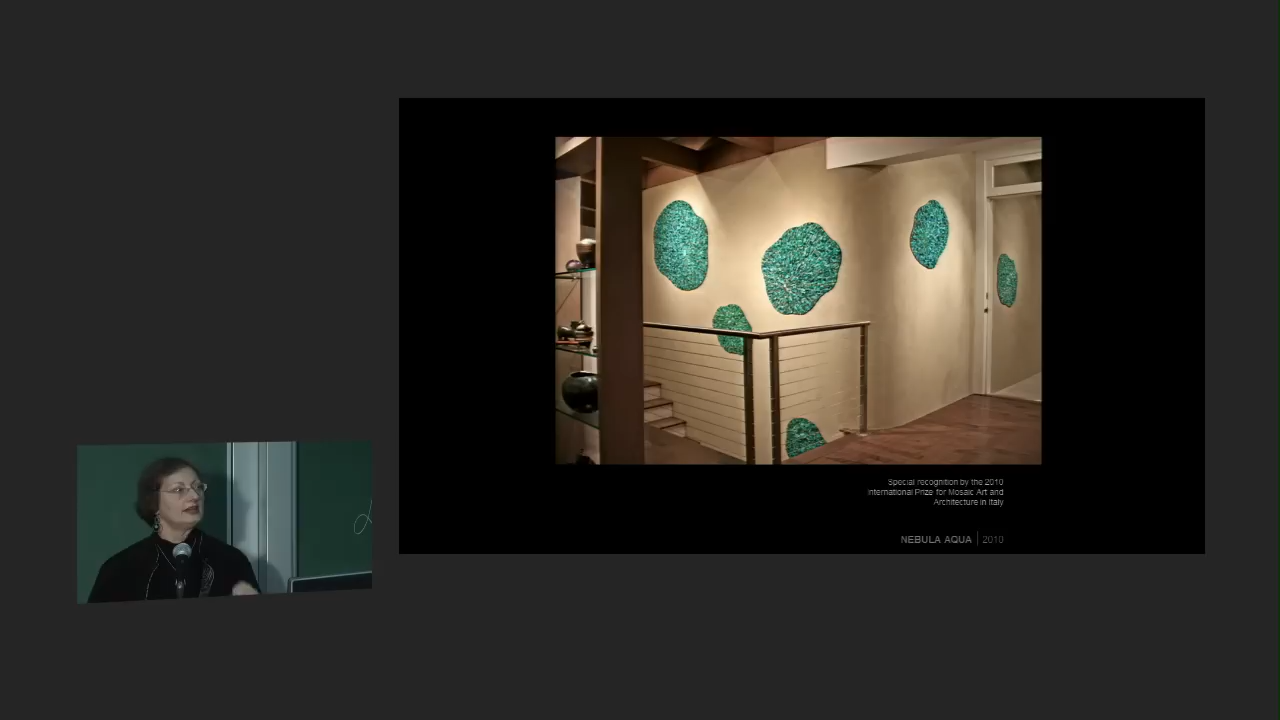 Special recognition by the 2010
International Prize for Mosaic Art and
Architecture in Italy
NEBULA AQUA | 2010